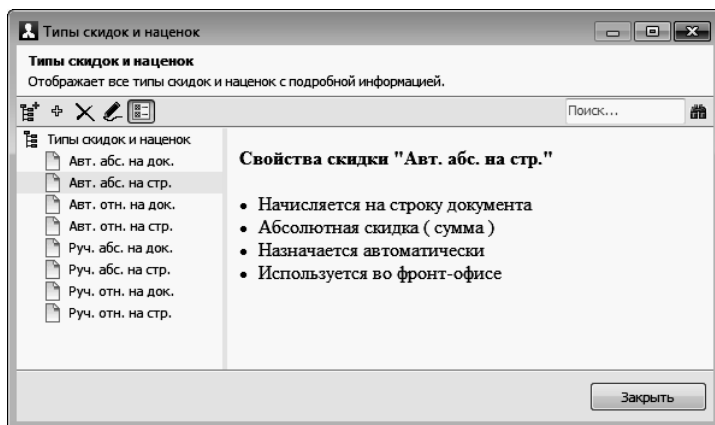 Типы скидок и наценок
Типы скидок и наценок
Отображает все типы скидок и наценок с подробной информацией.
Поиск...
Типы скидок и наценок
Авт. абс. на док.
Авт. абс. на стр.
Авт. отн. на док.
Авт. отн. на стр.
Руч. абс. на док.
Руч. абс. на стр.
Руч. отн. на док.
Руч. отн. на стр.
Свойства скидки "Авт. абс. на стр."
• Начисляется на строку документа
• Абсолютная скидка ( сумма )
• Назначается автоматически
• Используется во фронт-офисе
Закрыть